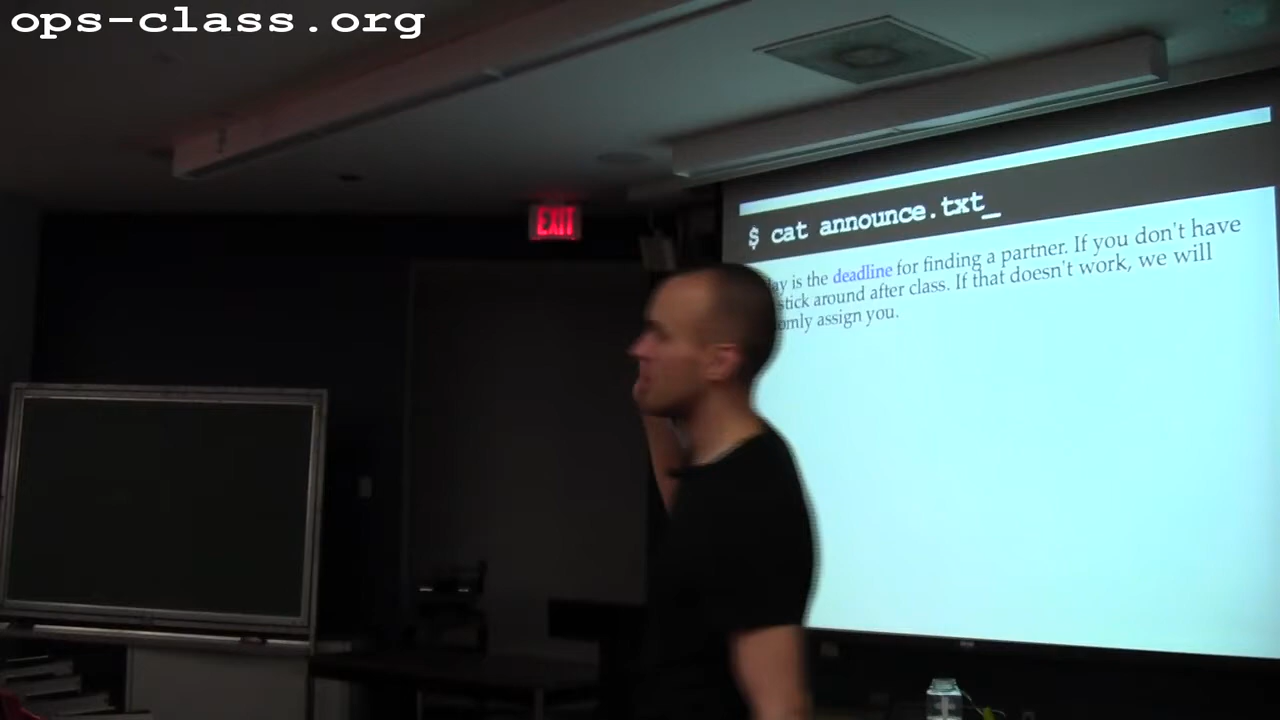 ops-class.org
EXIT
$ cat announce.txt_
is the deadline for finding a partner. If you don't have
stick around after class. If that doesn't work, we will
assign you.